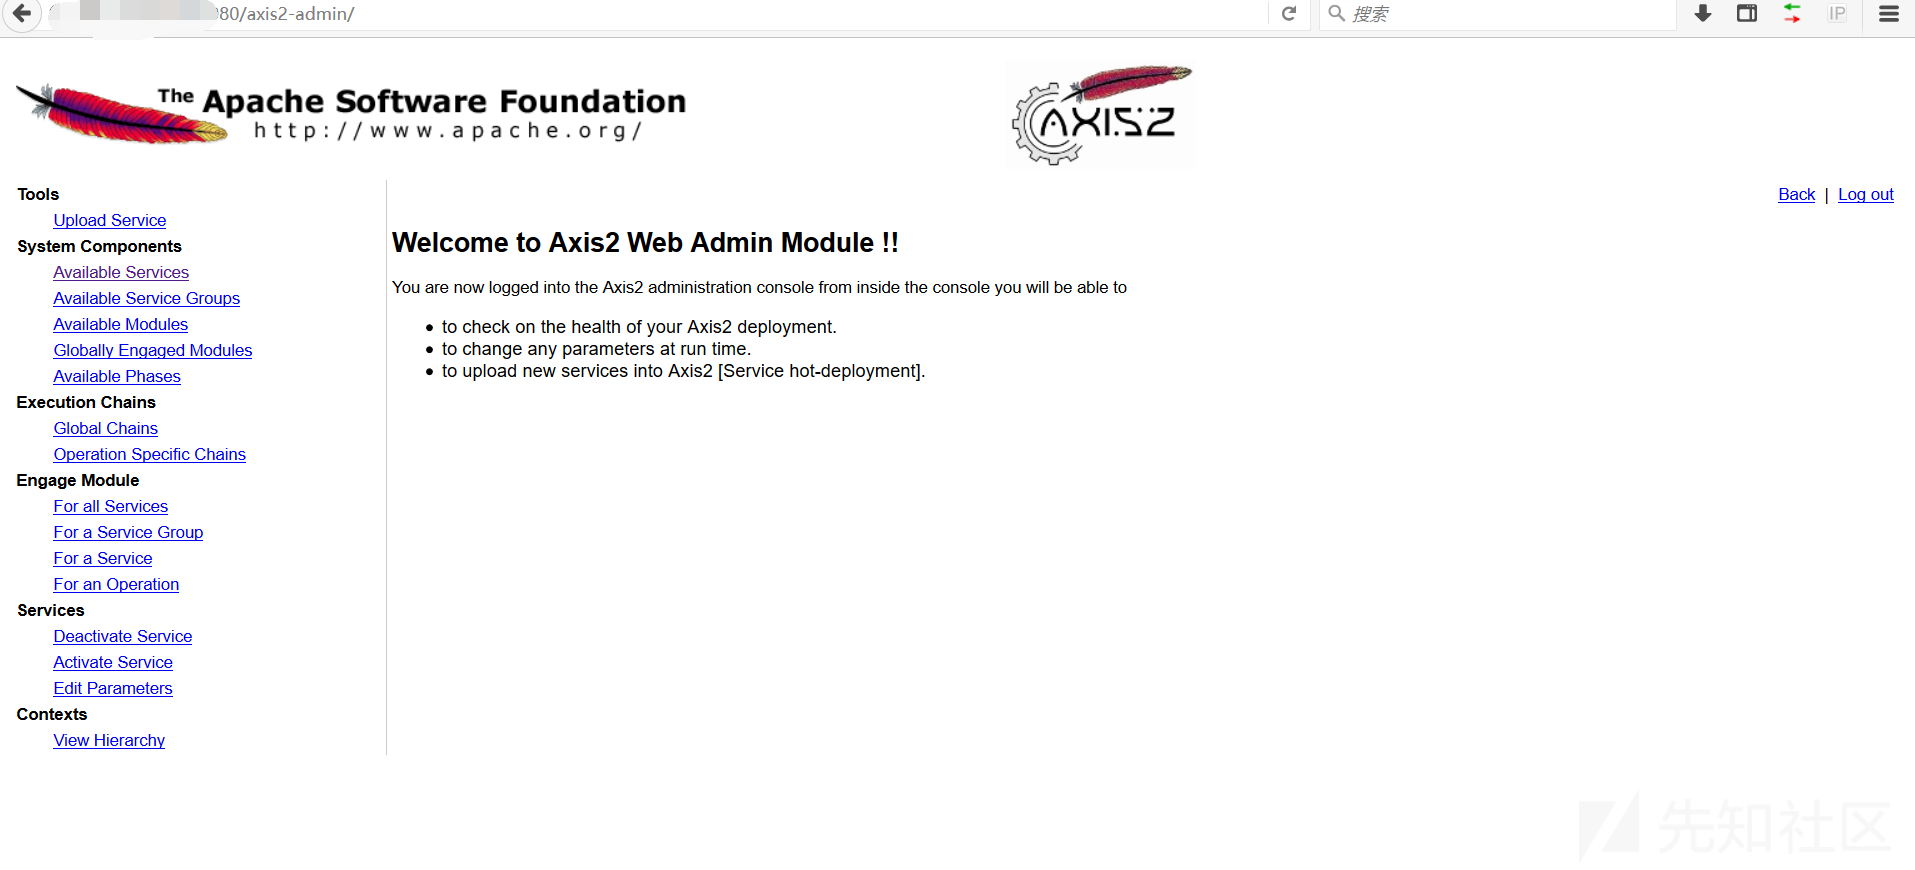 80/axis2-admin/
搜索
IP
The Apache Software Foundation
http://www.apache.org/
AXIS2
Back | Log out
Tools
Upload Service
System Components
Available Services
Available Service Groups
Available Modules
Globally Engaged Modules
Available Phases
Execution Chains
Global Chains
Operation Specific Chains
Engage Module
For all Services
For a Service Group
For a Service
For an Operation
Services
Deactivate Service
Activate Service
Edit Parameters
Contexts
View Hierarchy
Welcome to Axis2 Web Admin Module !!
You are now logged into the Axis2 administration console from inside the console you will be able to
• to check on the health of your Axis2 deployment.
• to change any parameters at run time.
• to upload new services into Axis2 [Service hot-deployment].
先知社区